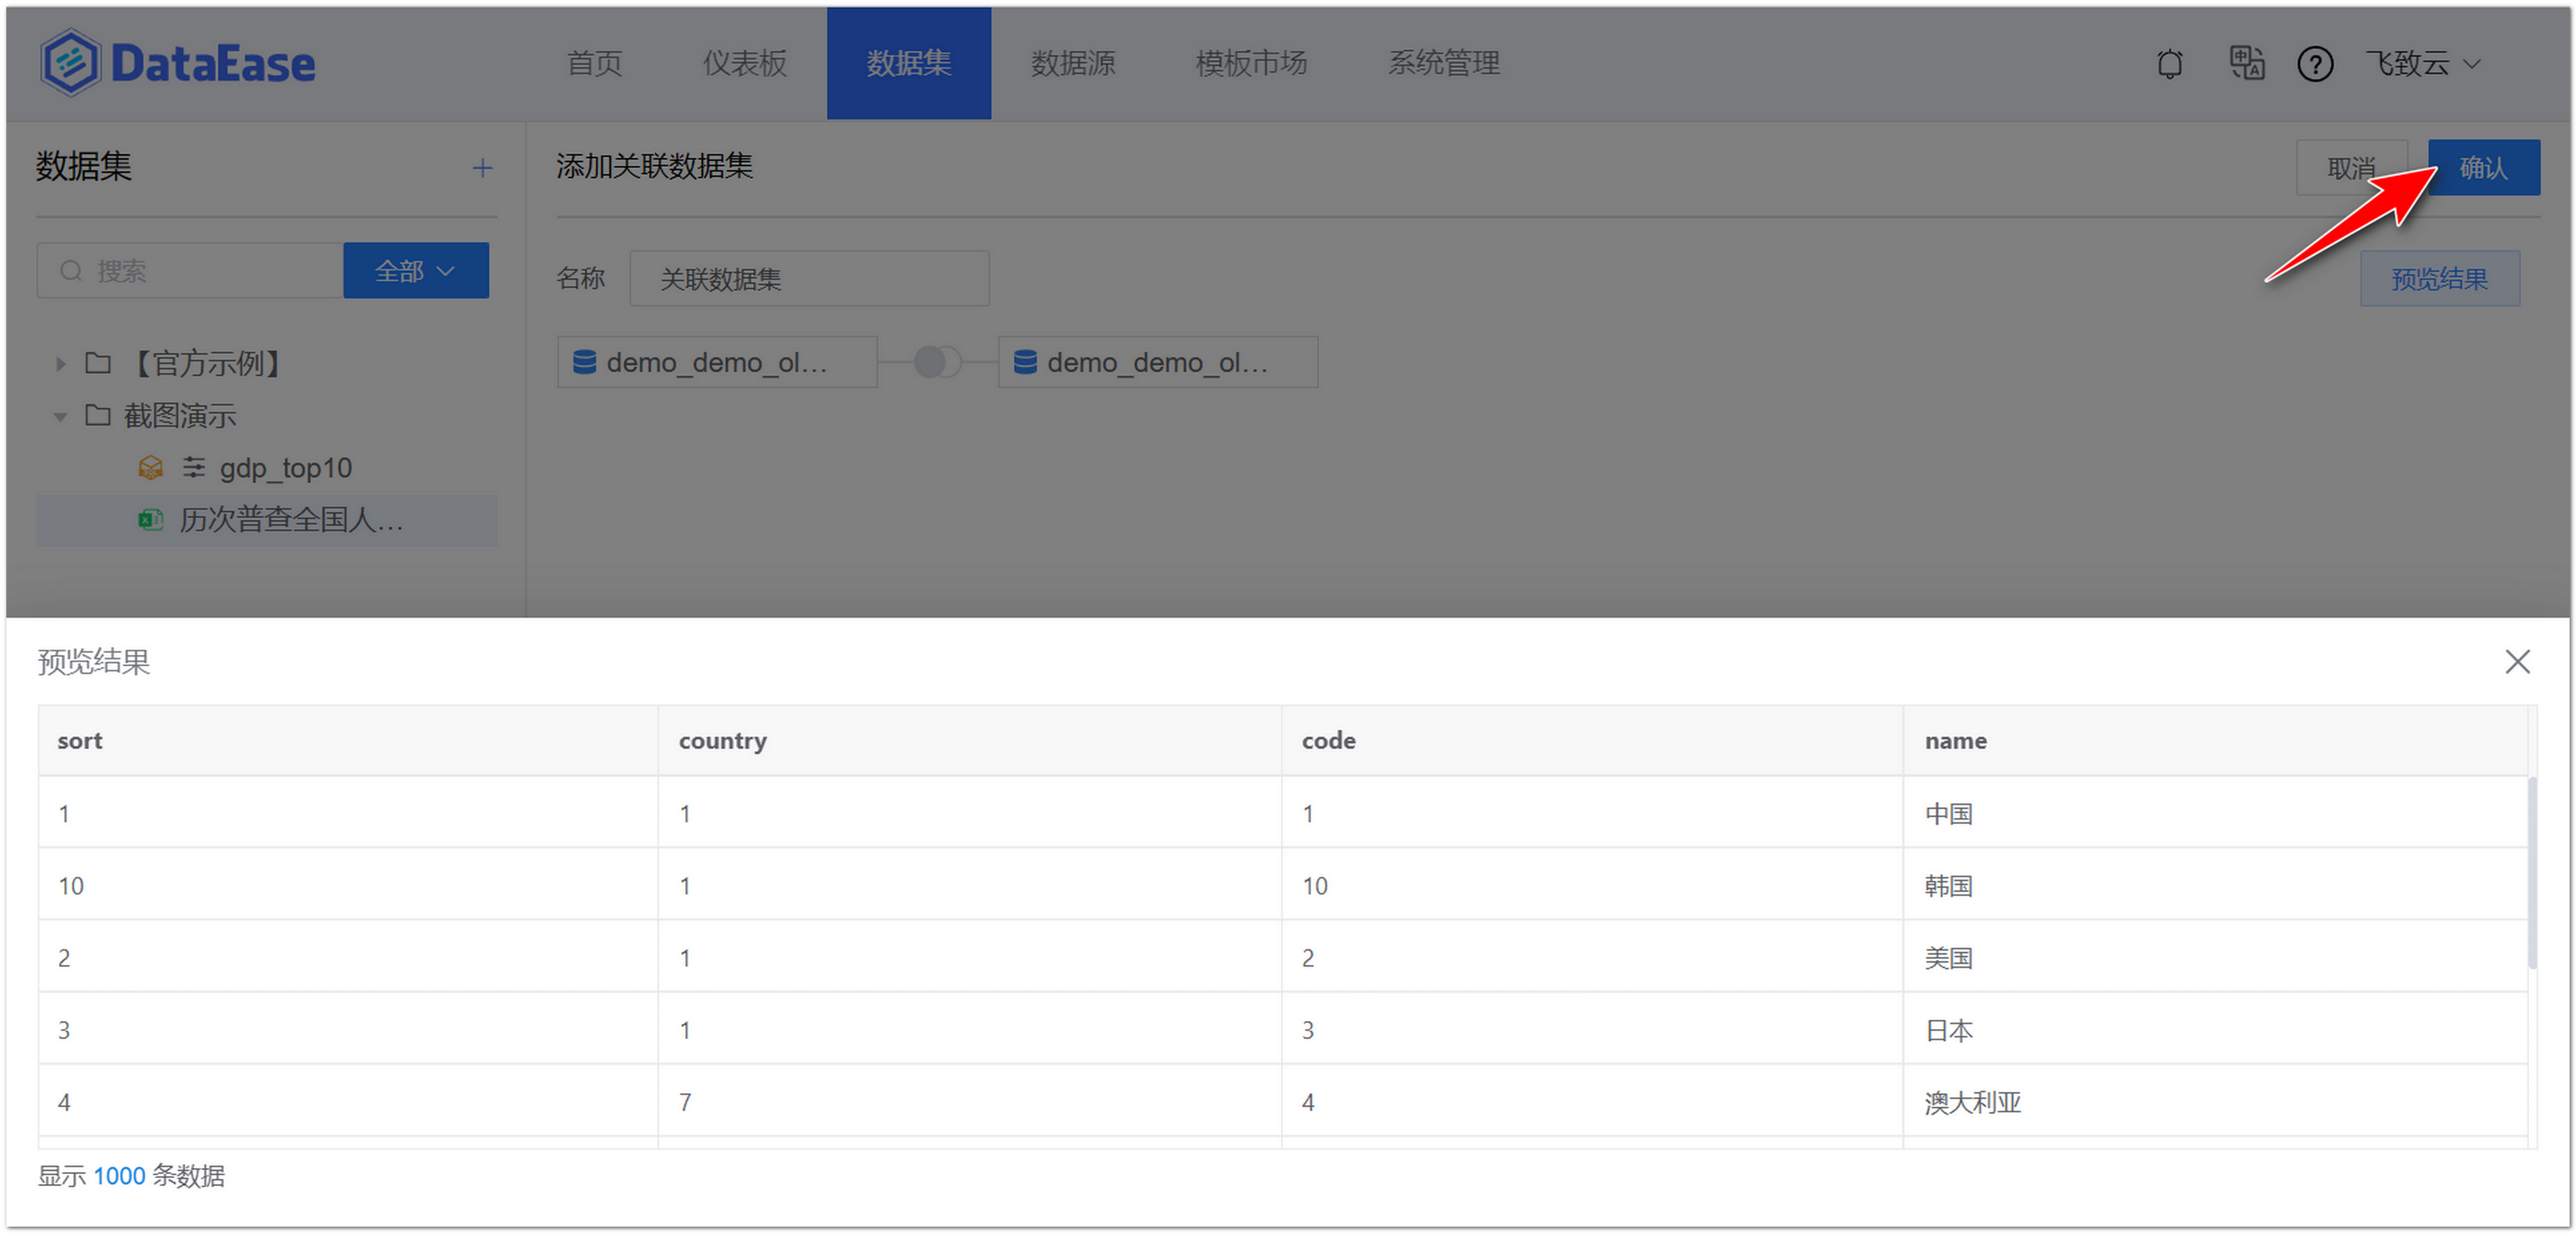 DataEase 首页 仪表板 数据集 数据源 模板市场 系统管理 飞致云
数据集
添加关联数据集 取消 确认
搜索 全部
名称 关联数据集 预览结果
demo_demo_ol... demo_demo_ol...
【官方示例】
截图演示
gdp_top10
历次普查全国人...
预览结果
sort country code name
1 1 1 中国
10 1 10 韩国
2 1 2 美国
3 1 3 日本
4 7 4 澳大利亚
显示 1000 条数据